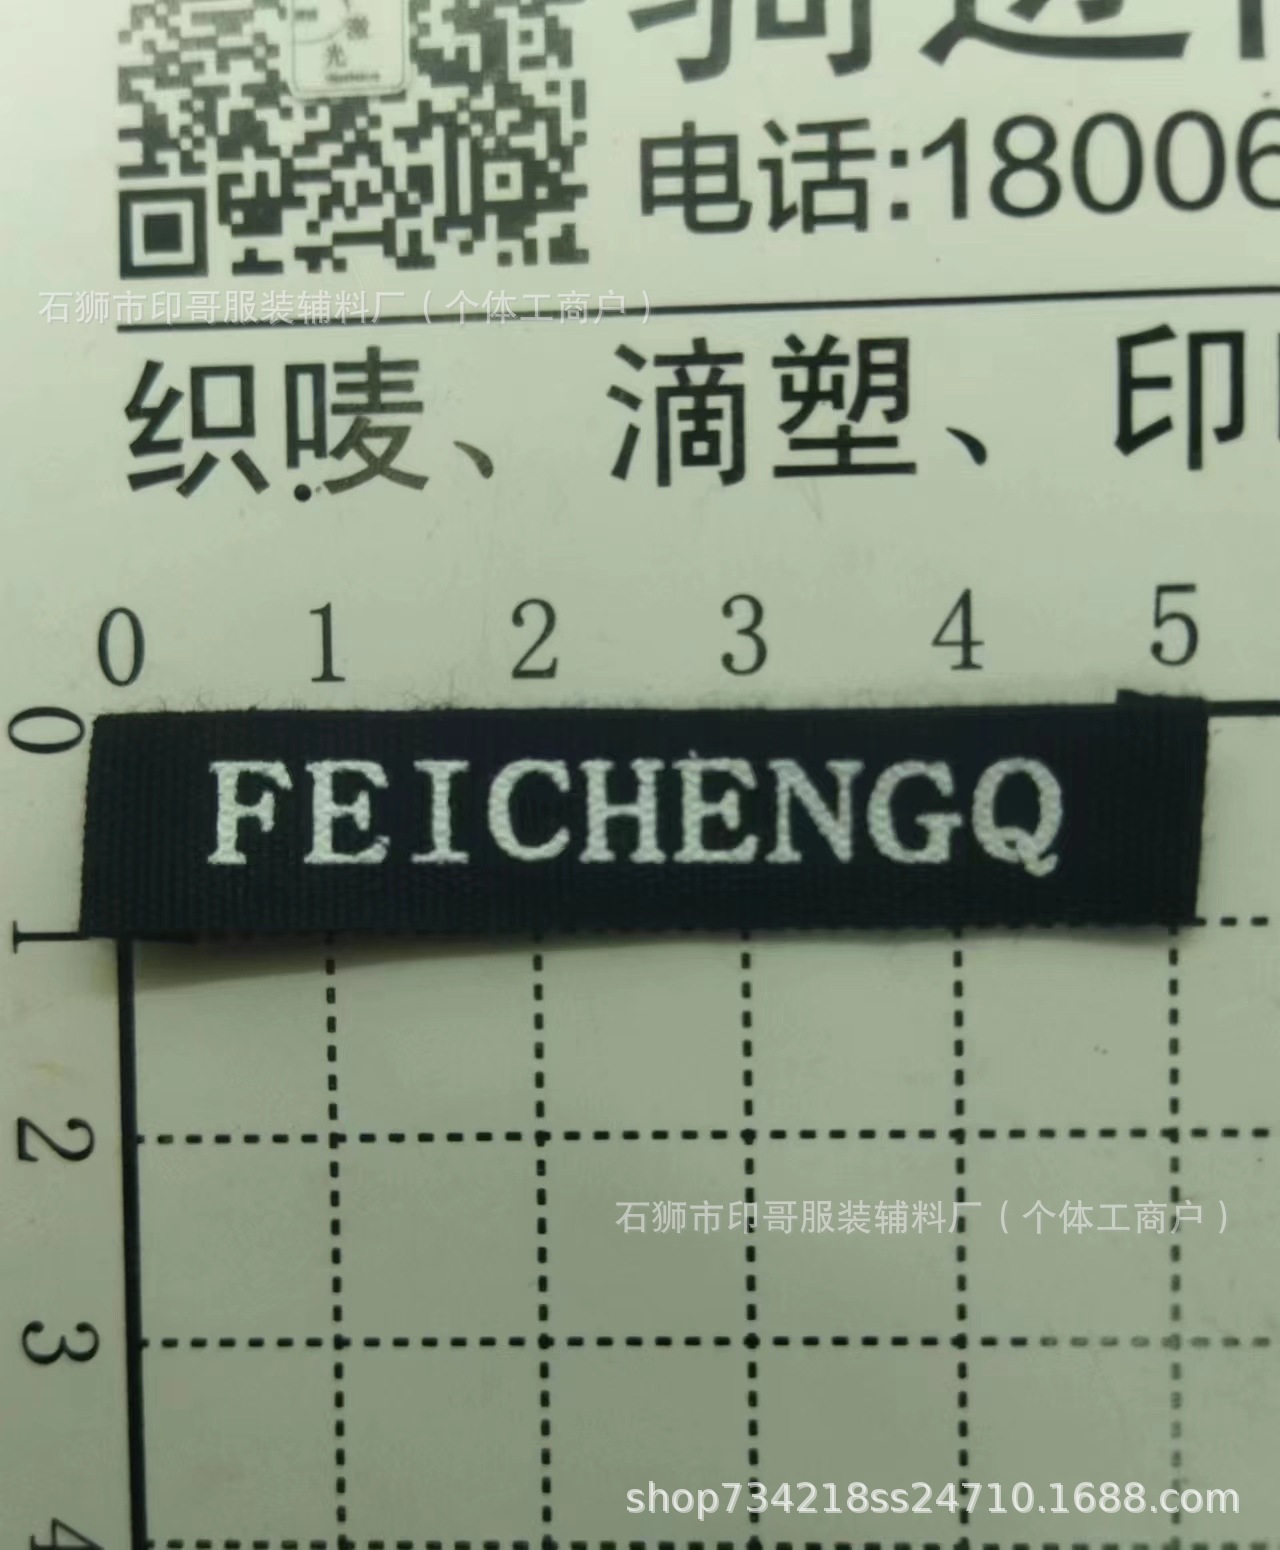 光
电话:18006
石狮市印哥服装辅料厂（个体工商户）
织唛、滴塑、印
0 1 2 3 4 5
0
FEICHENGQ
1
2
石狮市印哥服装辅料厂（个体工商户）
3
shop734218ss24710.1688.com
4